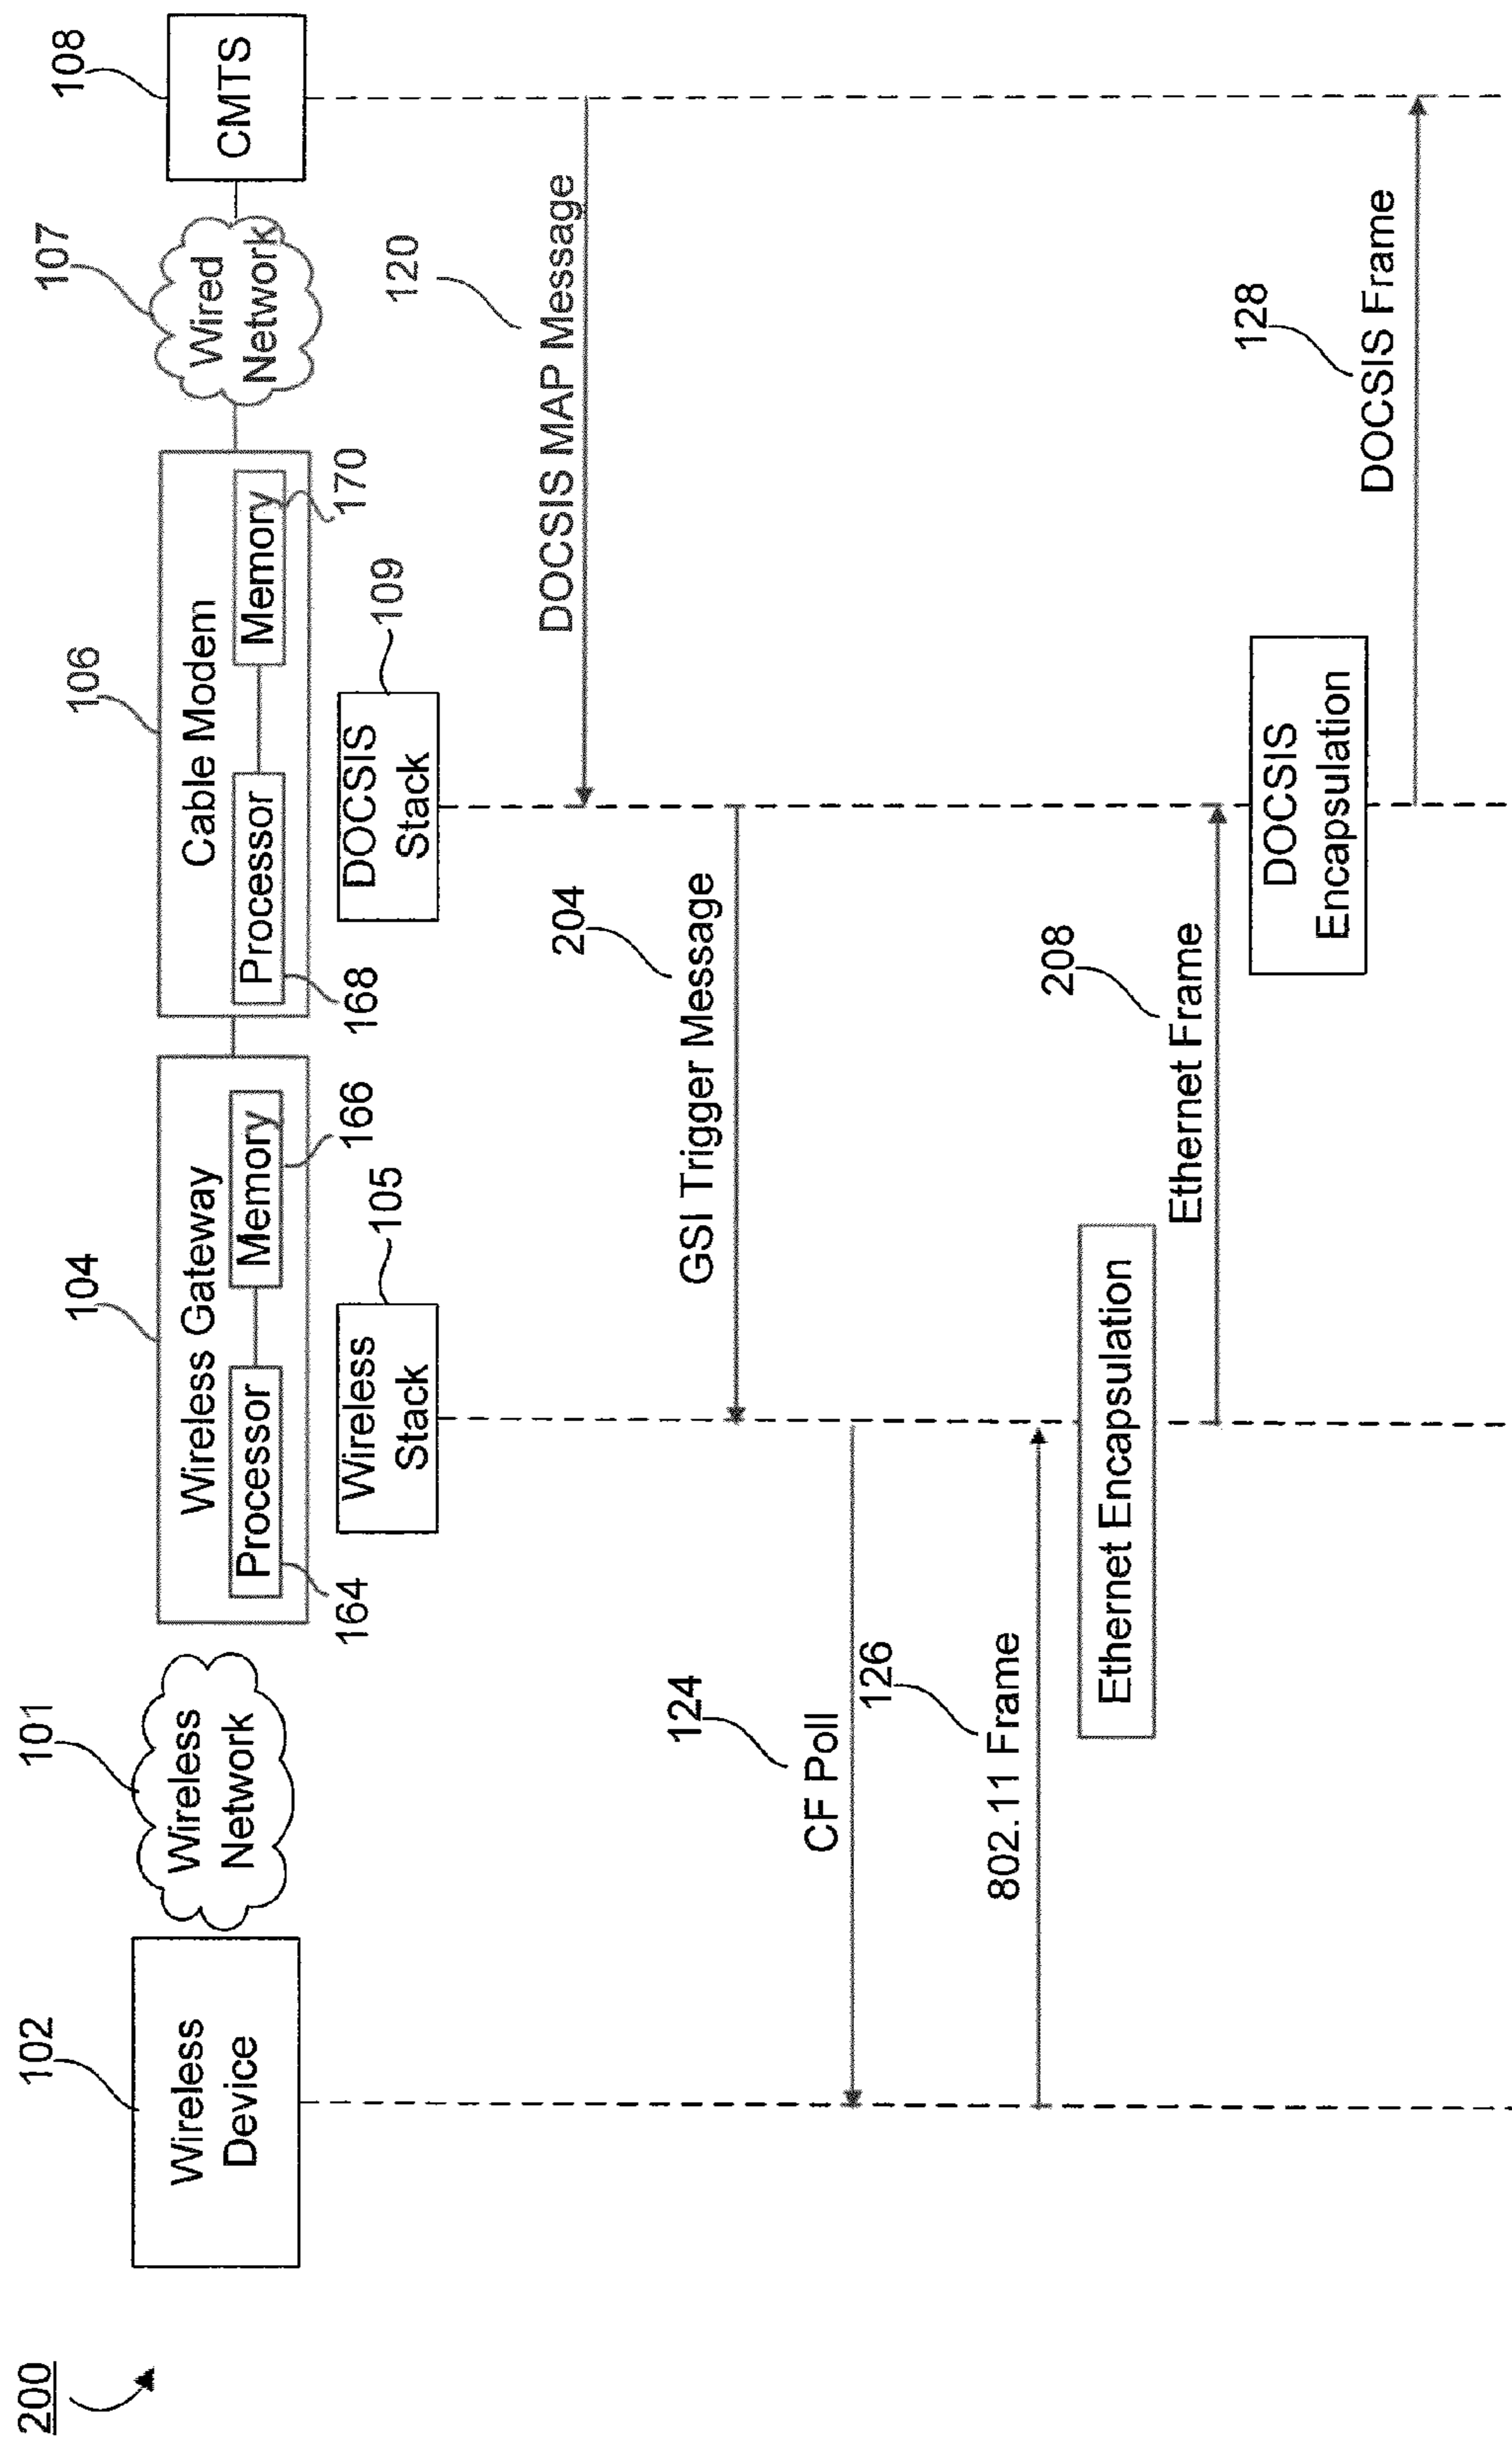 200
102
Wireless
Device
101
Wireless
Network
104
Wireless Gateway
Processor
Memory
164
166
106
Cable Modem
Processor
Memory
168
170
107
Wired
Network
108
CMTS
Wireless
Stack
105
DOCSIS
Stack
109
120
DOCSIS MAP Message
204
GSI Trigger Message
124
CF Poll
126
802.11 Frame
Ethernet Encapsulation
208
Ethernet Frame
DOCSIS
Encapsulation
128
DOCSIS Frame